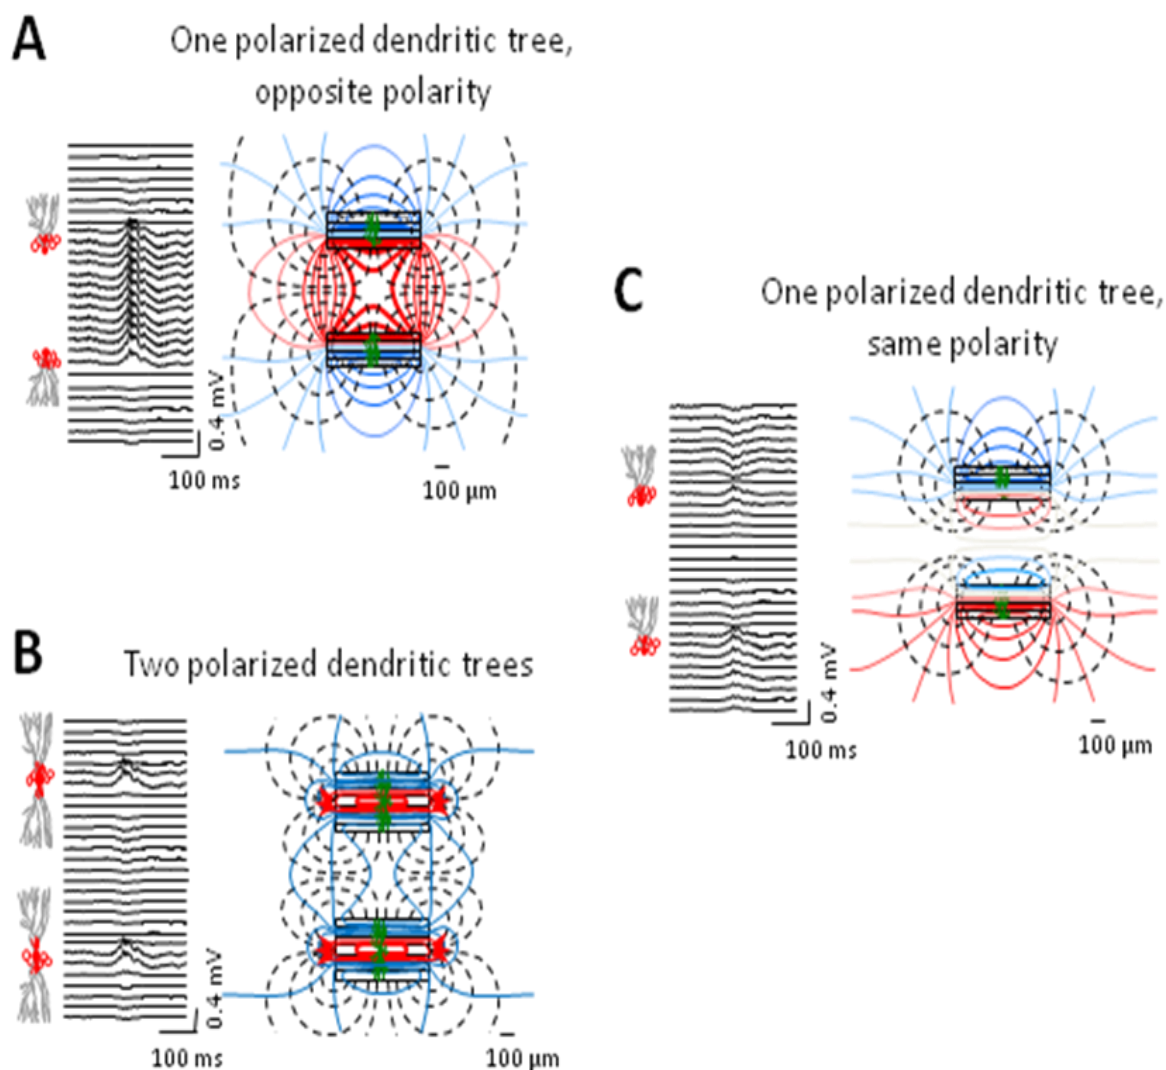 A
One polarized dendritic tree,
opposite polarity
0.4 mV
100 ms
100 µm
C
One polarized dendritic tree,
same polarity
0.4 mV
100 ms
100 µm
B
Two polarized dendritic trees
0.4 mV
100 ms
100 µm